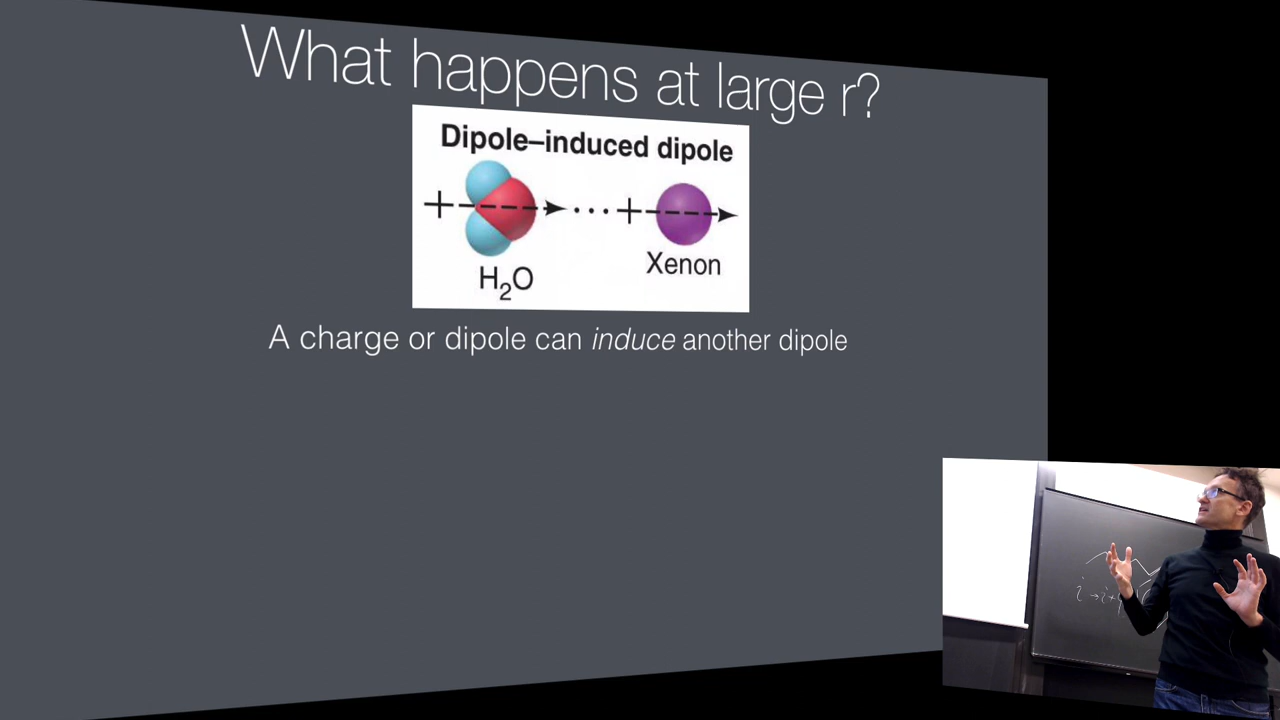 What happens at large r?
Dipole–induced dipole
+ ... +
H₂O
Xenon
A charge or dipole can induce another dipole